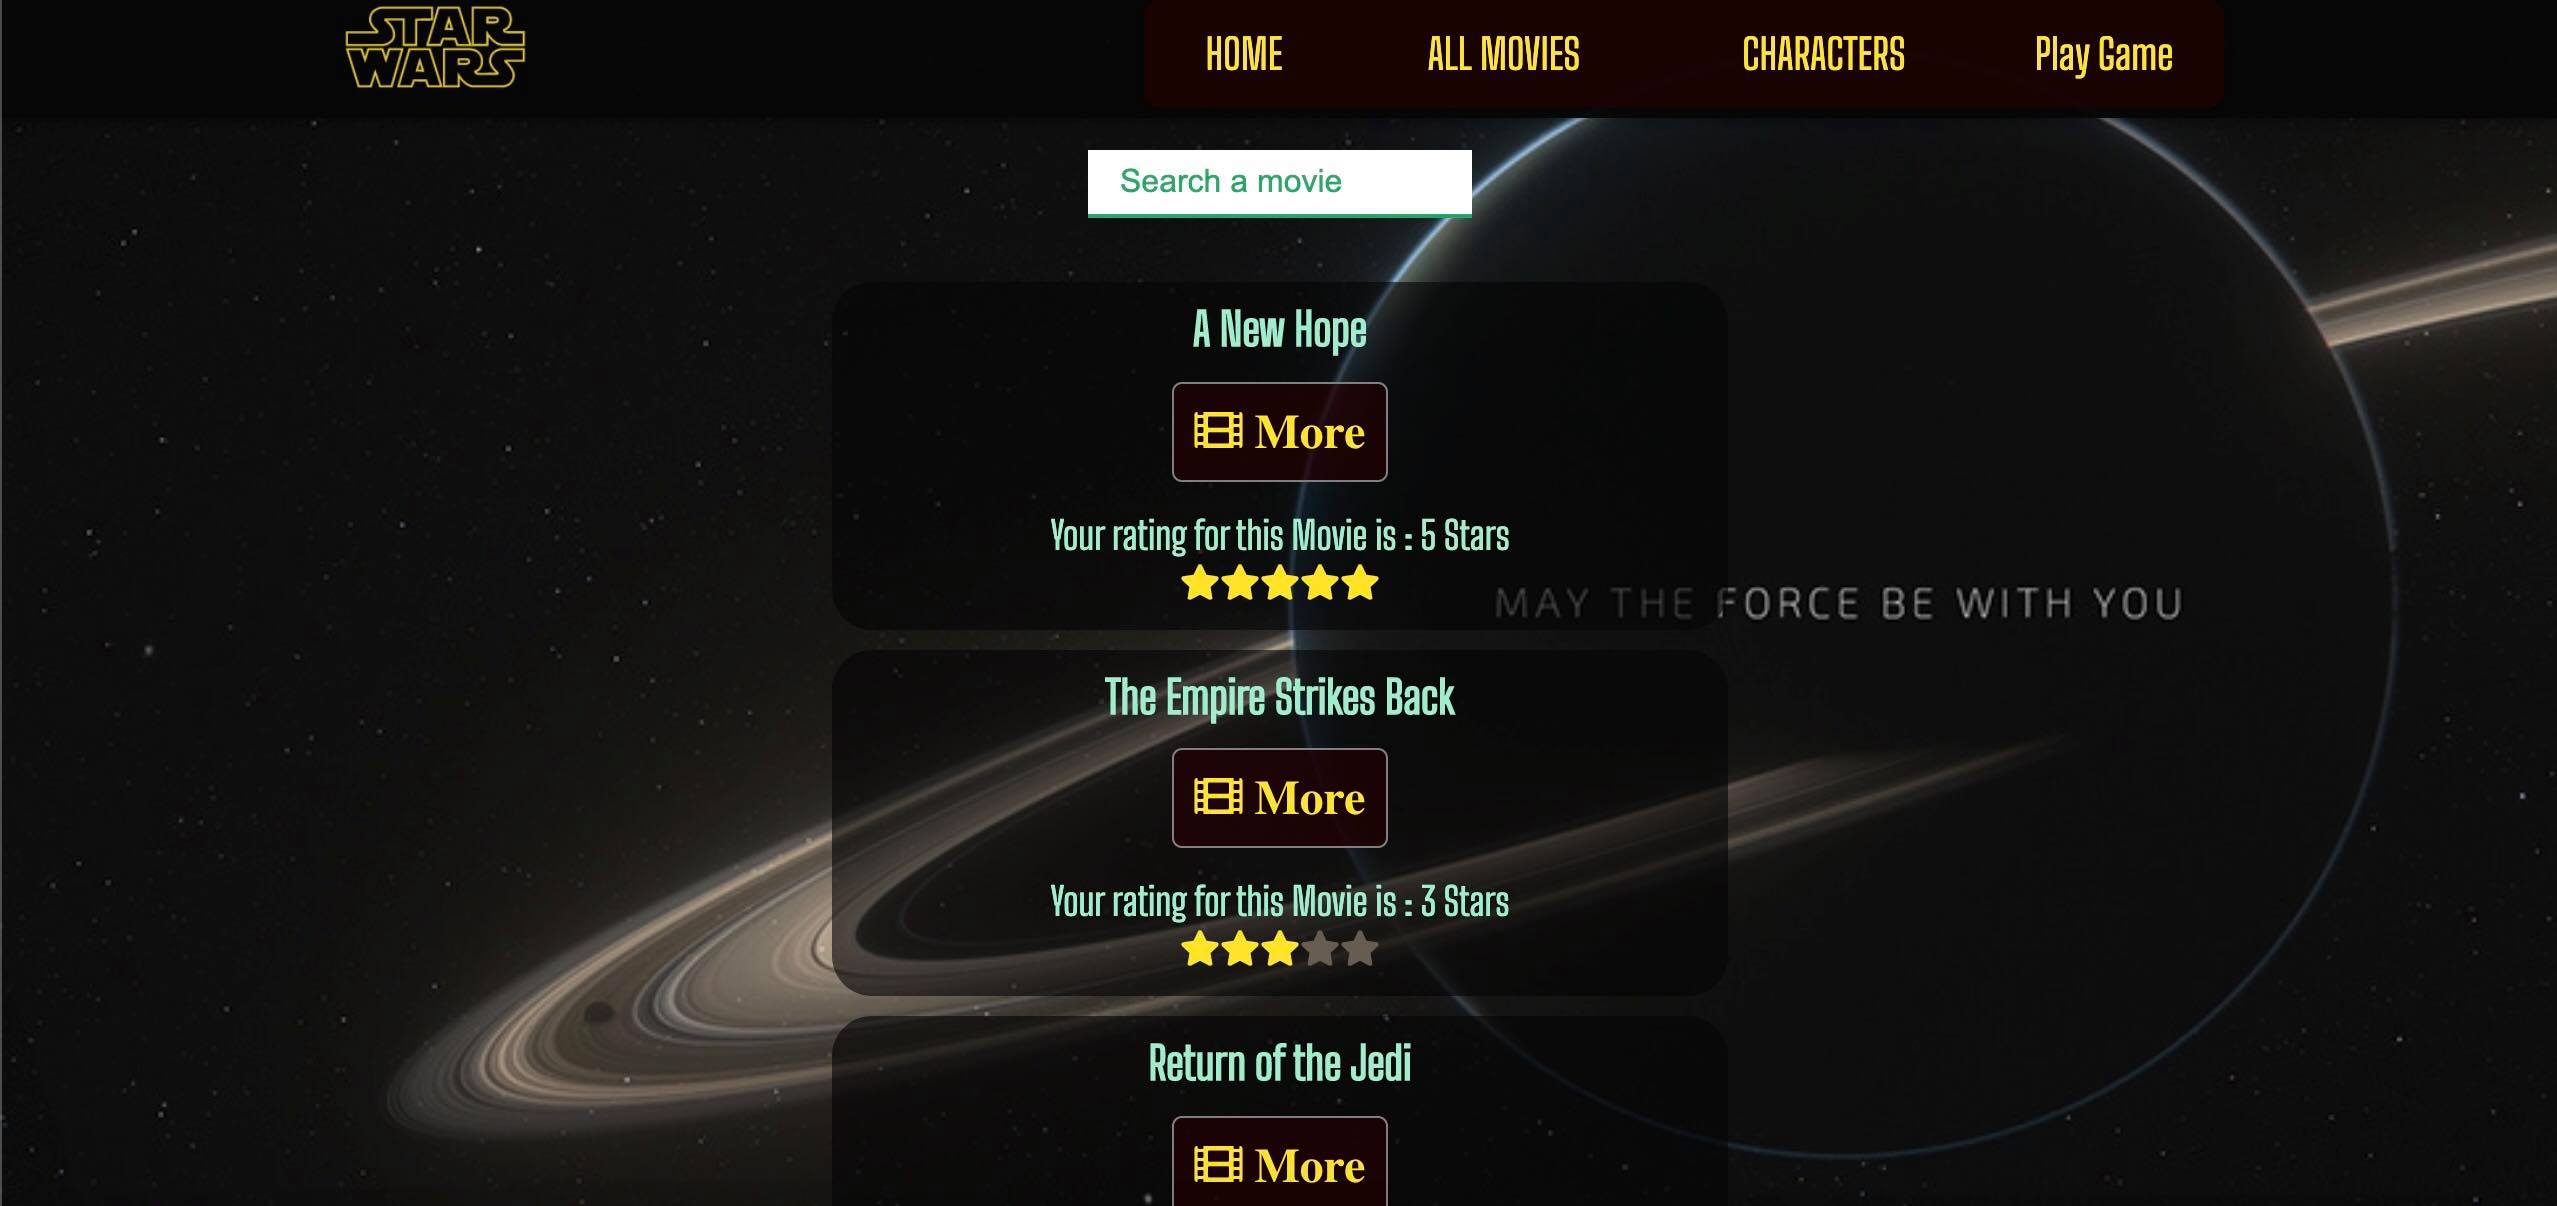 STAR
WARS
HOME
ALL MOVIES
CHARACTERS
Play Game
Search a movie
A New Hope
More
Your rating for this Movie is : 5 Stars
MAY THE FORCE BE WITH YOU
The Empire Strikes Back
More
Your rating for this Movie is : 3 Stars
Return of the Jedi
More